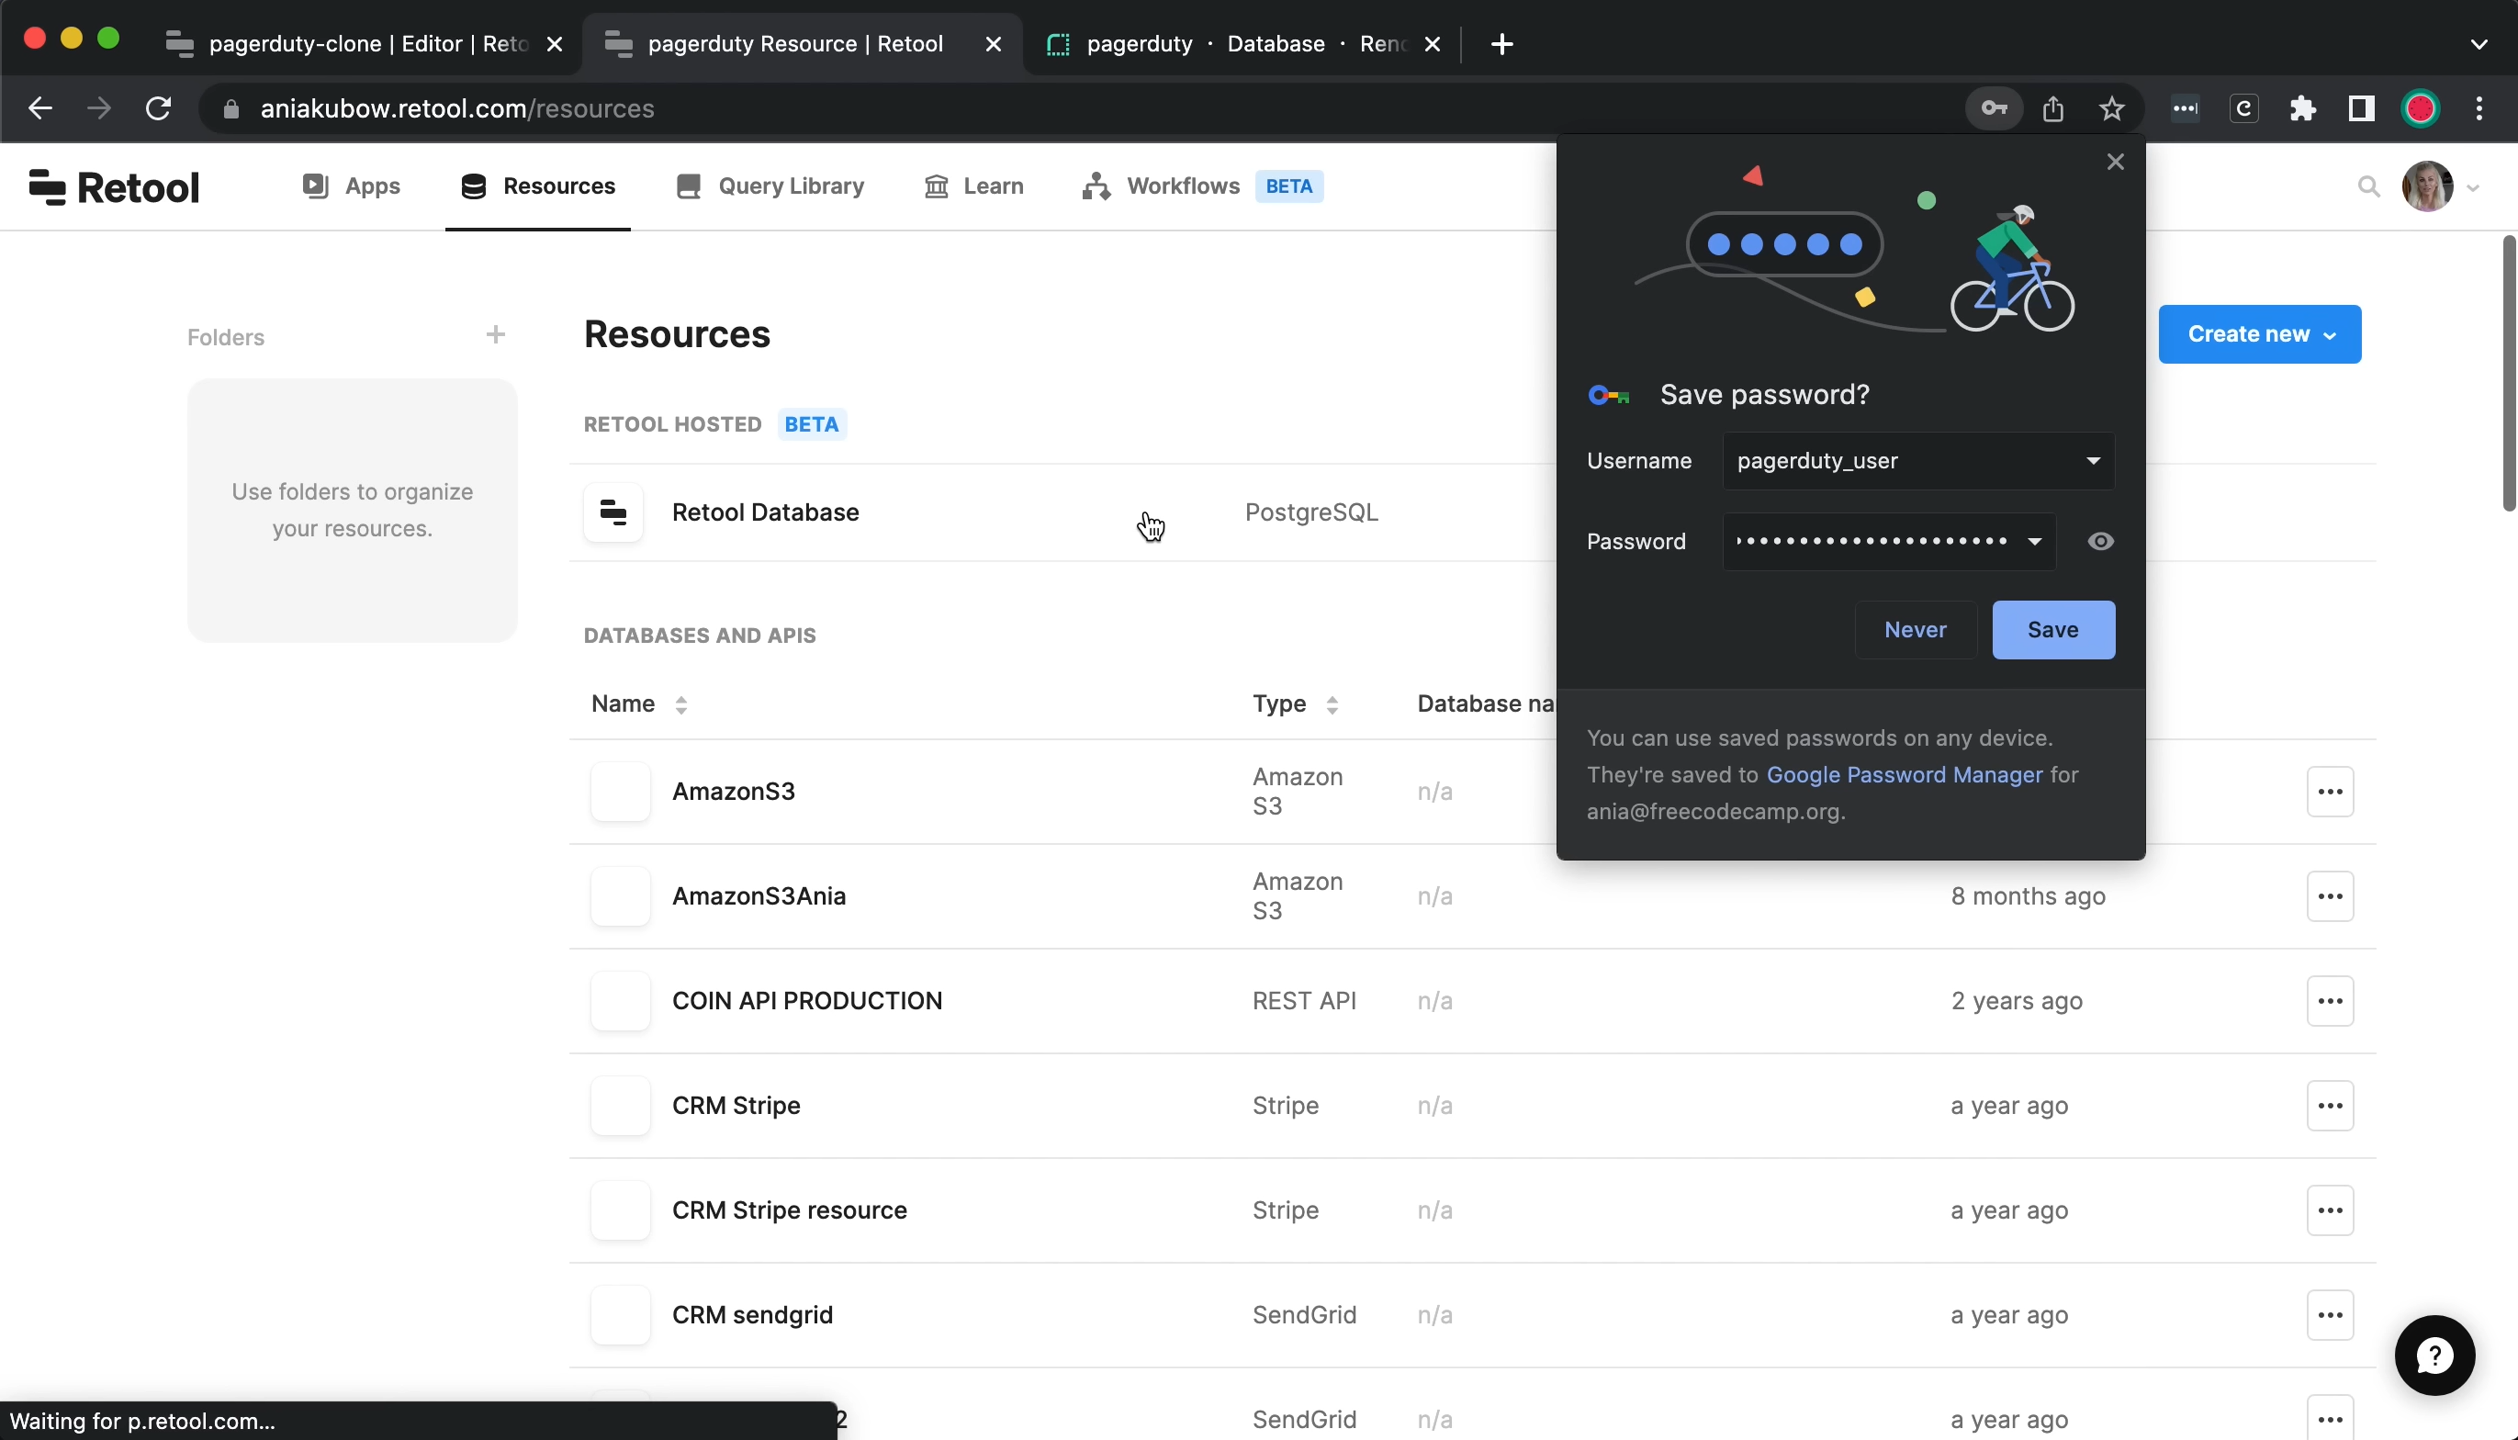 pagerduty-clone | Editor | Reto
pagerduty Resource | Retool
pagerduty · Database · Ren
aniakubow.retool.com/resources
Retool
Apps
Resources
Query Library
Learn
Workflows BETA
Folders
Use folders to organize
your resources.
Resources
Create new
RETOOL HOSTED BETA
Retool Database PostgreSQL
DATABASES AND APIS
Name Type Database na
AmazonS3 Amazon S3 n/a
AmazonS3Ania Amazon S3 n/a 8 months ago
COIN API PRODUCTION REST API n/a 2 years ago
CRM Stripe Stripe n/a a year ago
CRM Stripe resource Stripe n/a a year ago
CRM sendgrid SendGrid n/a a year ago
2 SendGrid n/a a year ago
Save password?
Username pagerduty_user
Password
Never Save
You can use saved passwords on any device.
They're saved to Google Password Manager for
ania@freecodecamp.org.
Waiting for p.retool.com...